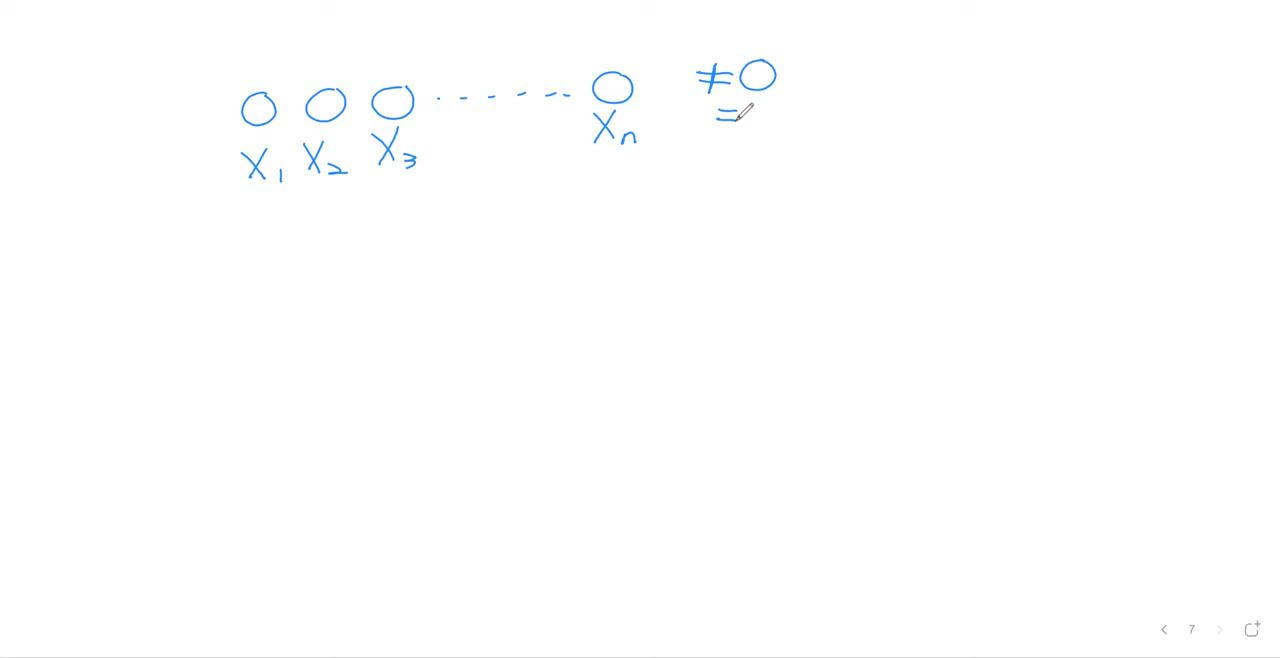 ○ ○ ○ · - - - - - ○ ≠ ○
X₁ X₂ X₃ Xₙ =
7